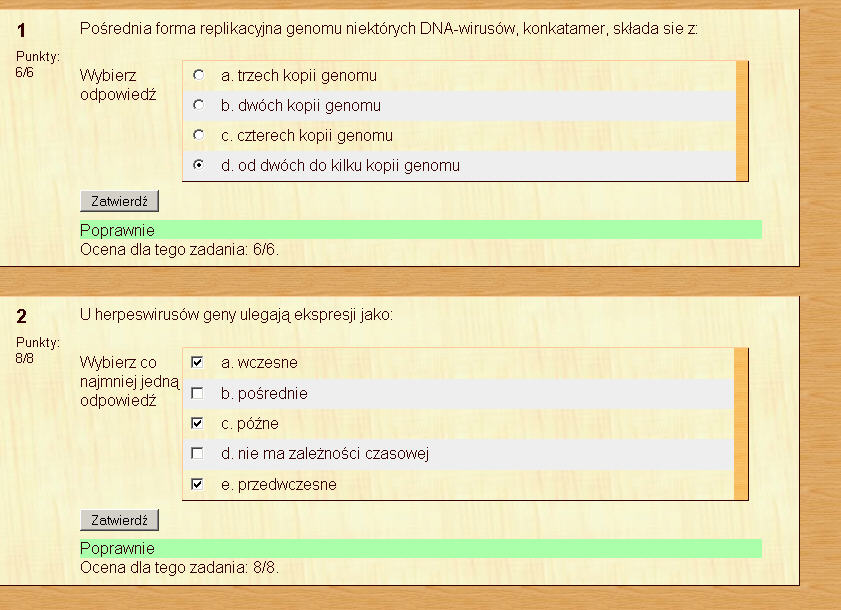 1
Pośrednia forma replikacyjna genomu niektórych DNA-wirusów, konkatamer, składa sie z:
Punkty:
6/6
Wybierz
odpowiedź
a. trzech kopii genomu
b. dwóch kopii genomu
c. czterech kopii genomu
d. od dwóch do kilku kopii genomu
Zatwierdź
Poprawnie
Ocena dla tego zadania: 6/6.
2
U herpeswirusów geny ulegają ekspresji jako:
Punkty:
8/8
Wybierz co
najmniej jedną
odpowiedź
a. wczesne
b. pośrednie
c. późne
d. nie ma zależności czasowej
e. przedwczesne
Zatwierdź
Poprawnie
Ocena dla tego zadania: 8/8.